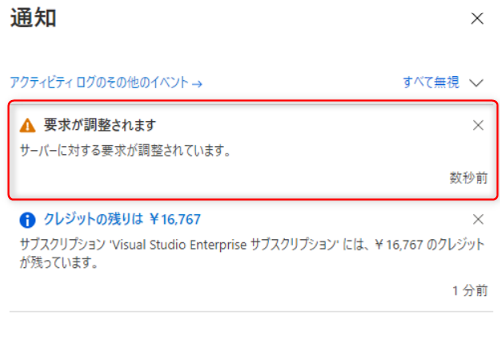 通知
アクティビティ ログのその他のイベント→
すべて無視
要求が調整されます
サーバーに対する要求が調整されています。
数秒前
クレジットの残りは ￥16,767
サブスクリプション 'Visual Studio Enterprise サブスクリプション' には、￥16,767 のクレジット
が残っています。
1 分前